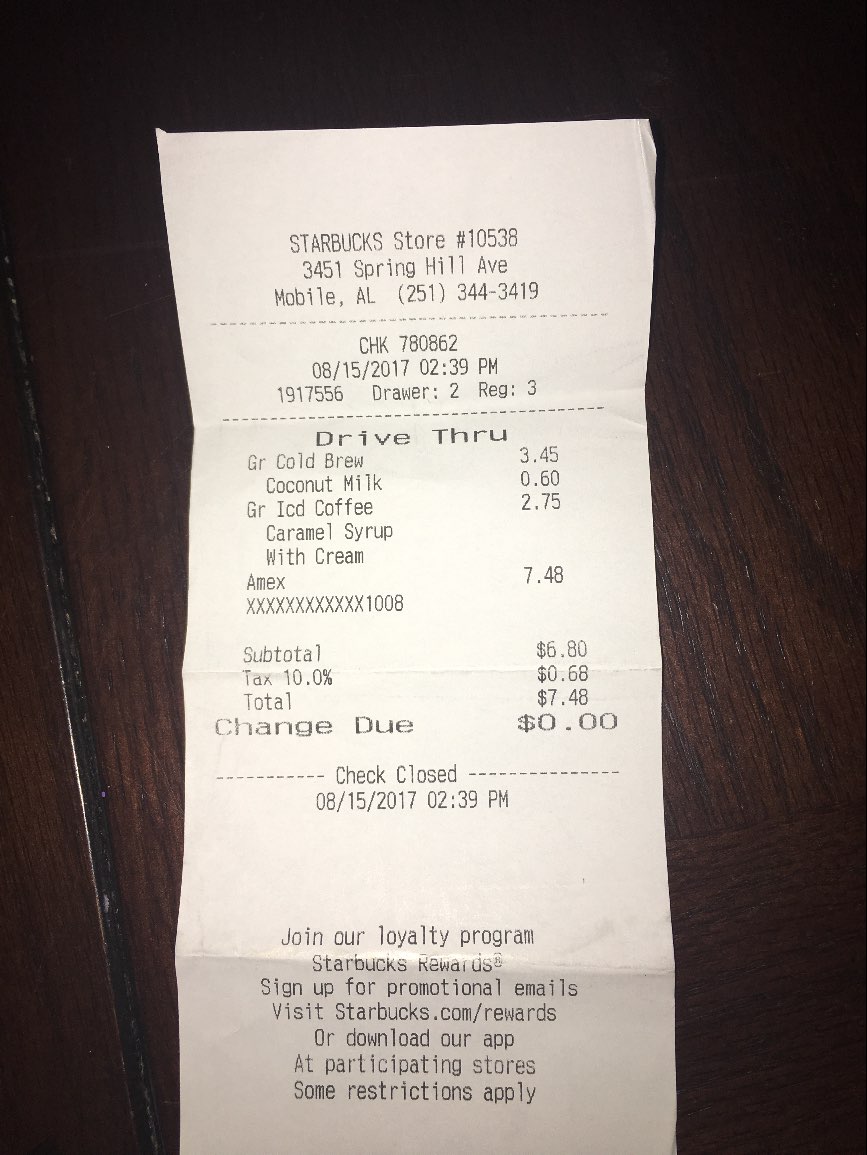 STARBUCKS Store #10538
3451 Spring Hill Ave
Mobile, AL (251) 344-3419
CHK 780862
08/15/2017 02:39 PM
1917556 Drawer: 2 Reg: 3
Drive Thru
Gr Cold Brew 3.45
Coconut Milk 0.60
Gr Icd Coffee 2.75
Caramel Syrup
With Cream
Amex 7.48
XXXXXXXXXXXX1008
Subtotal $6.80
Tax 10.0% $0.68
Total $7.48
Change Due $0.00
----------- Check Closed ---------------
08/15/2017 02:39 PM
Join our loyalty program
Starbucks Rewards®
Sign up for promotional emails
Visit Starbucks.com/rewards
Or download our app
At participating stores
Some restrictions apply